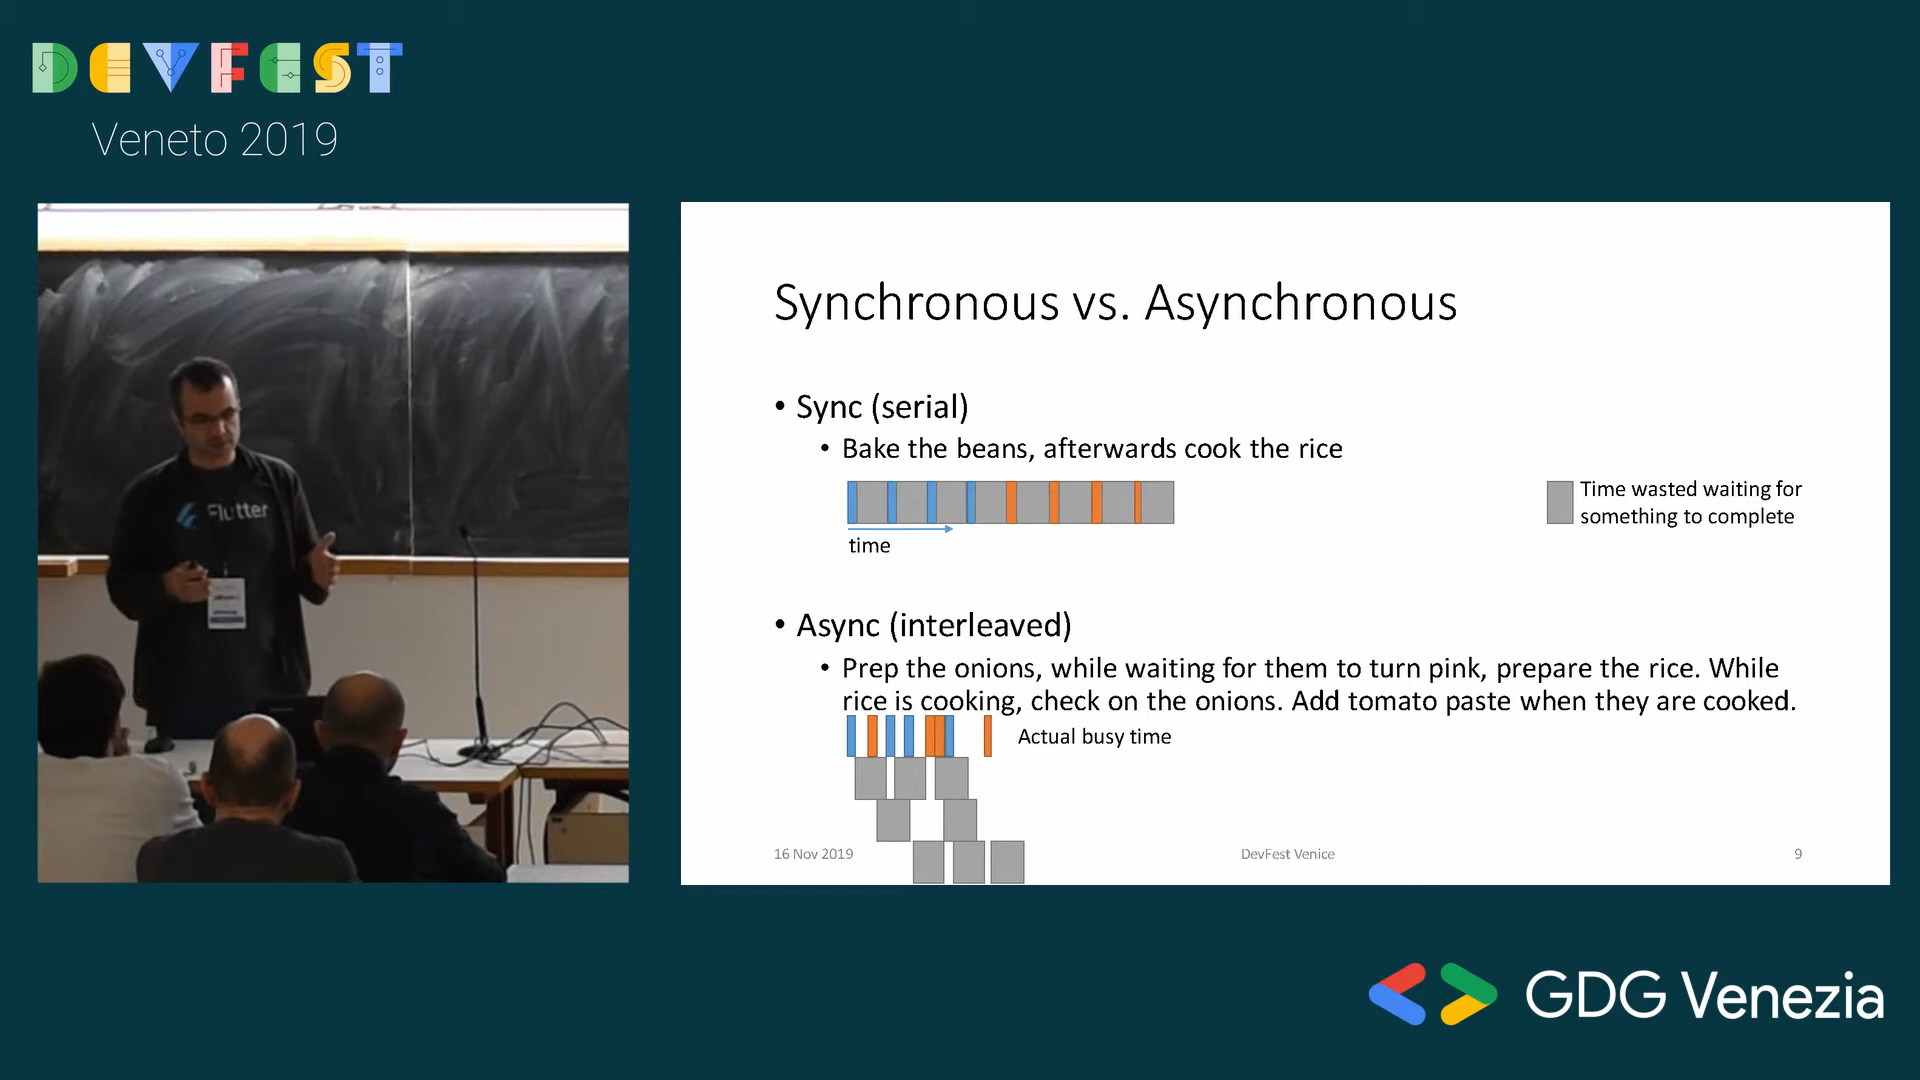 DEVFEST
Veneto 2019
Flutter
Synchronous vs. Asynchronous
• Sync (serial)
• Bake the beans, afterwards cook the rice
Time wasted waiting for
something to complete
time
• Async (interleaved)
• Prep the onions, while waiting for them to turn pink, prepare the rice. While
rice is cooking, check on the onions. Add tomato paste when they are cooked.
Actual busy time
16 Nov 2019
DevFest Venice
9
GDG Venezia